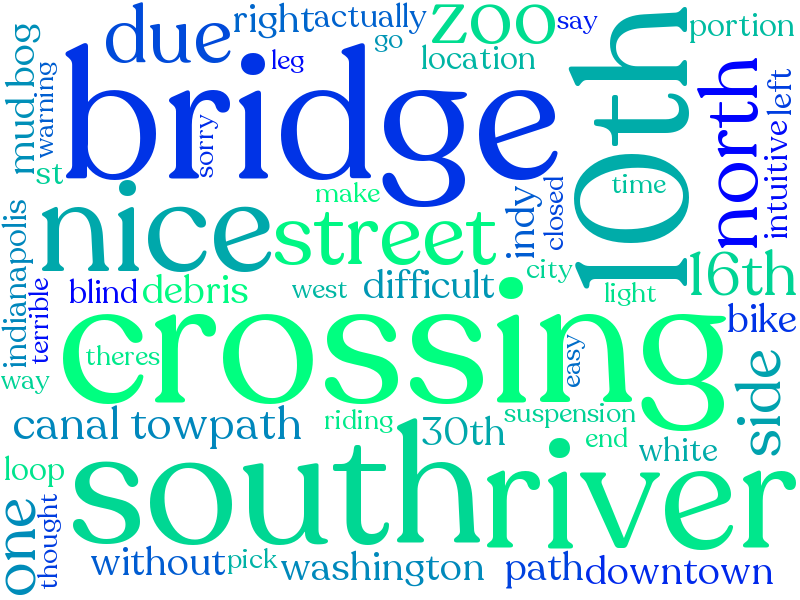 due
right
actually
go
zoo
say
portion
location
leg
mud bog
warning
bridge
sorry
10th
north
left
intuitive
st
nice
make
street
indy
closed
time
indianapolis
terrible
blind
debris
west
difficult
city
light
16th
bike
crossing
theres
way
easy
side
canal towpath
riding
30th
suspension
end
white
loop
one
thought
south
river
without
pick
washington
path
downtown